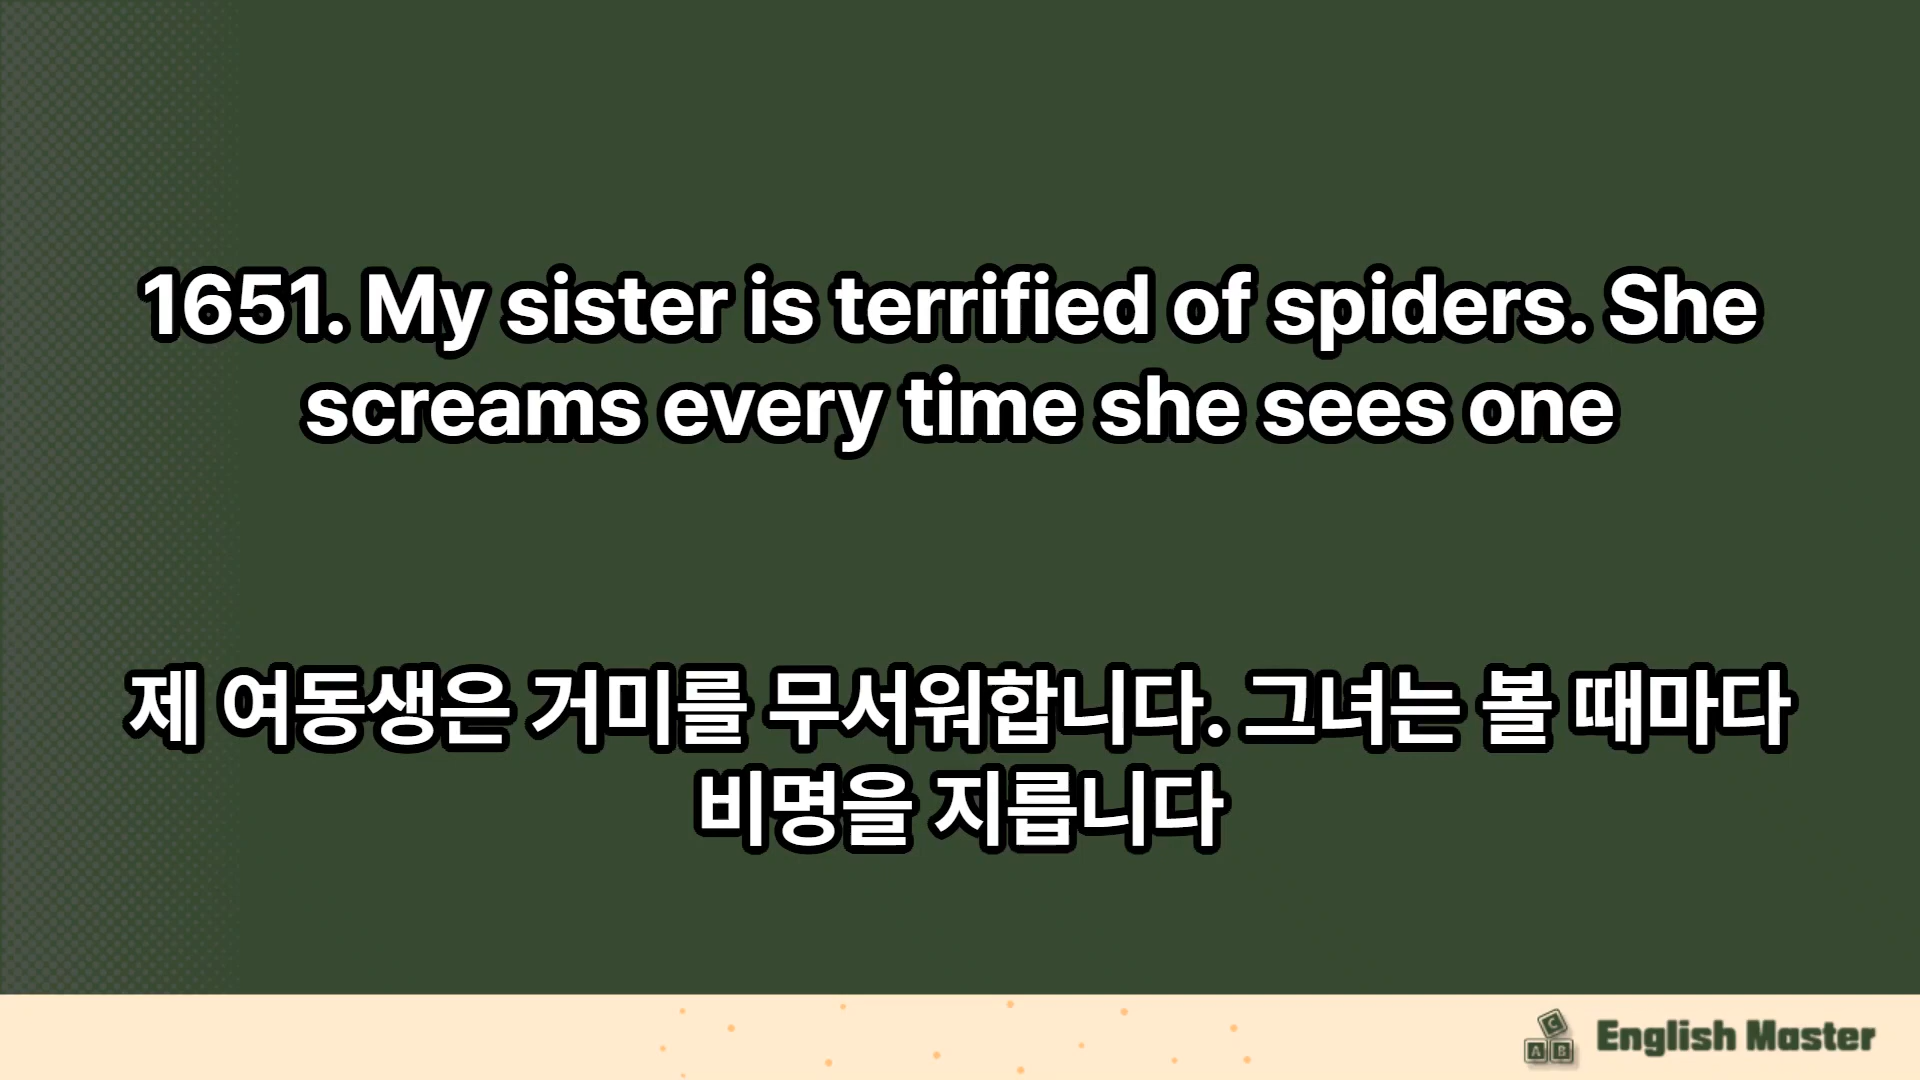 1651. My sister is terrified of spiders. She
screams every time she sees one
제 여동생은 거미를 무서워합니다. 그녀는 볼 때마다
비명을 지릅니다
C
A B
English Master